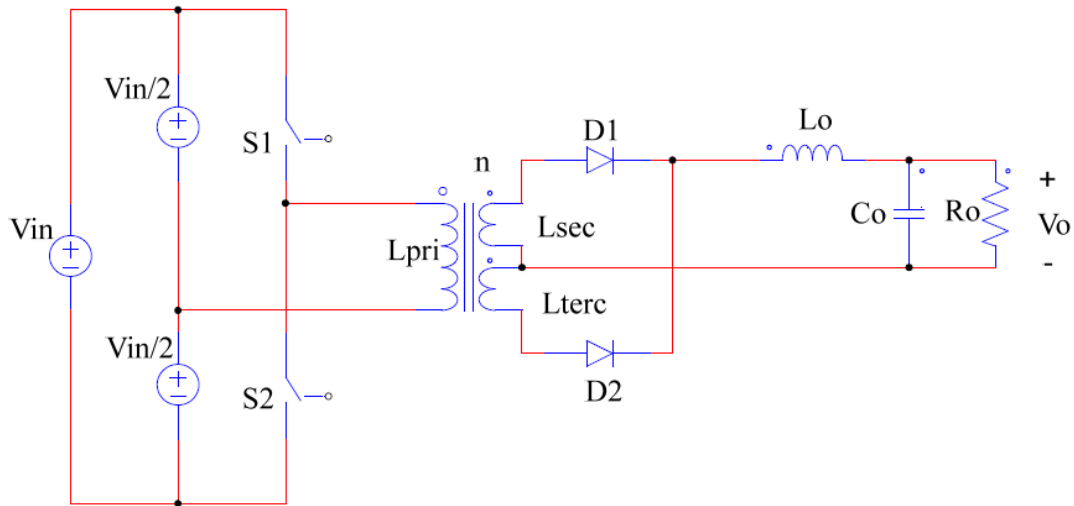 Vin/2
S1
D1
Lo
n
Vin
Lpri
Lsec
Co
Ro
+
Vo
-
Lterc
Vin/2
S2
D2